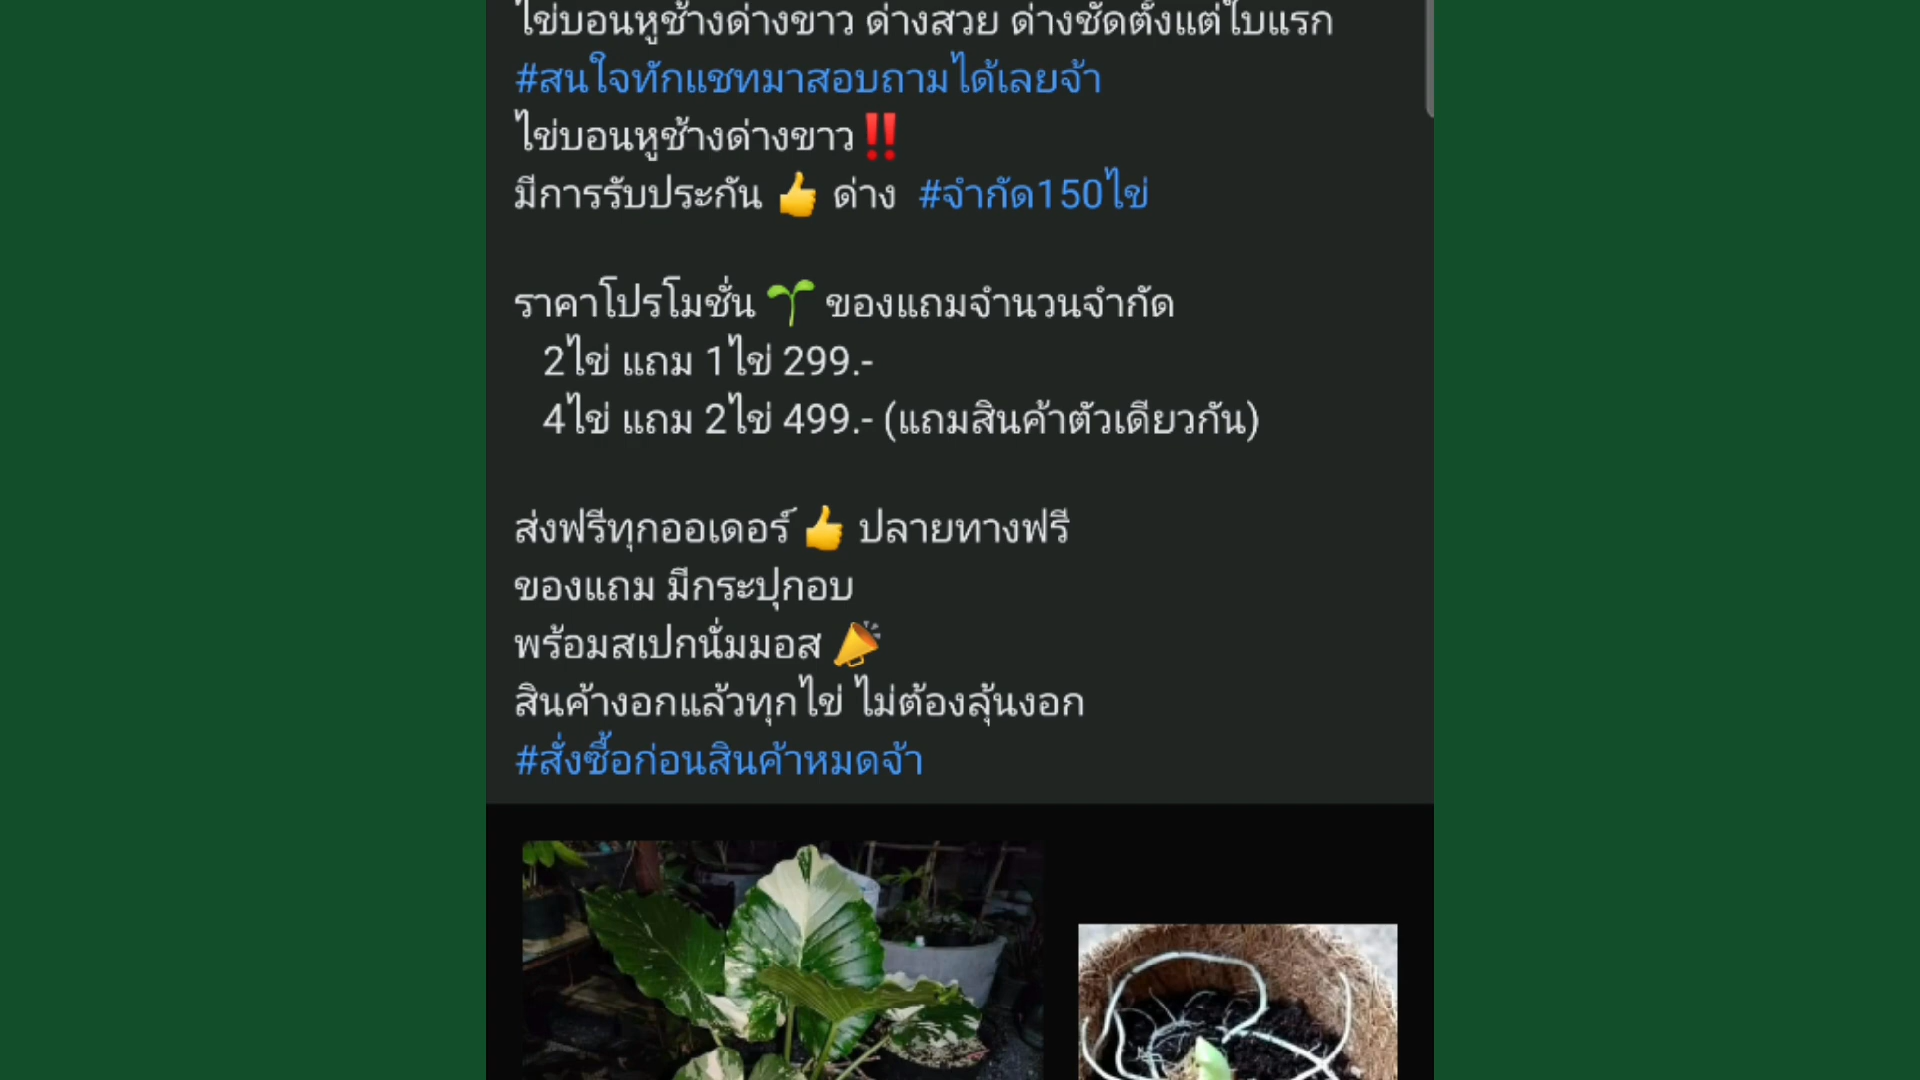 ไข่บอนหูช้างด่างขาว ด่างสวย ด่างชัดตั้งแต่ใบแรก
#สนใจทักแชทมาสอบถามได้เลยจ้า
ไข่บอนหูช้างด่างขาว‼️
มีการรับประกัน 👍 ด่าง #จำกัด150ไข่
ราคาโปรโมชั่น 🌱 ของแถมจำนวนจำกัด
2ไข่ แถม 1ไข่ 299.-
4ไข่ แถม 2ไข่ 499.- (แถมสินค้าตัวเดียวกัน)
ส่งฟรีทุกออเดอร์ 👍 ปลายทางฟรี
ของแถม มีกระปุกอบ
พร้อมสเปกนั่มมอส 📣
สินค้างอกแล้วทุกไข่ ไม่ต้องลุ้นงอก
#สั่งซื้อก่อนสินค้าหมดจ้า